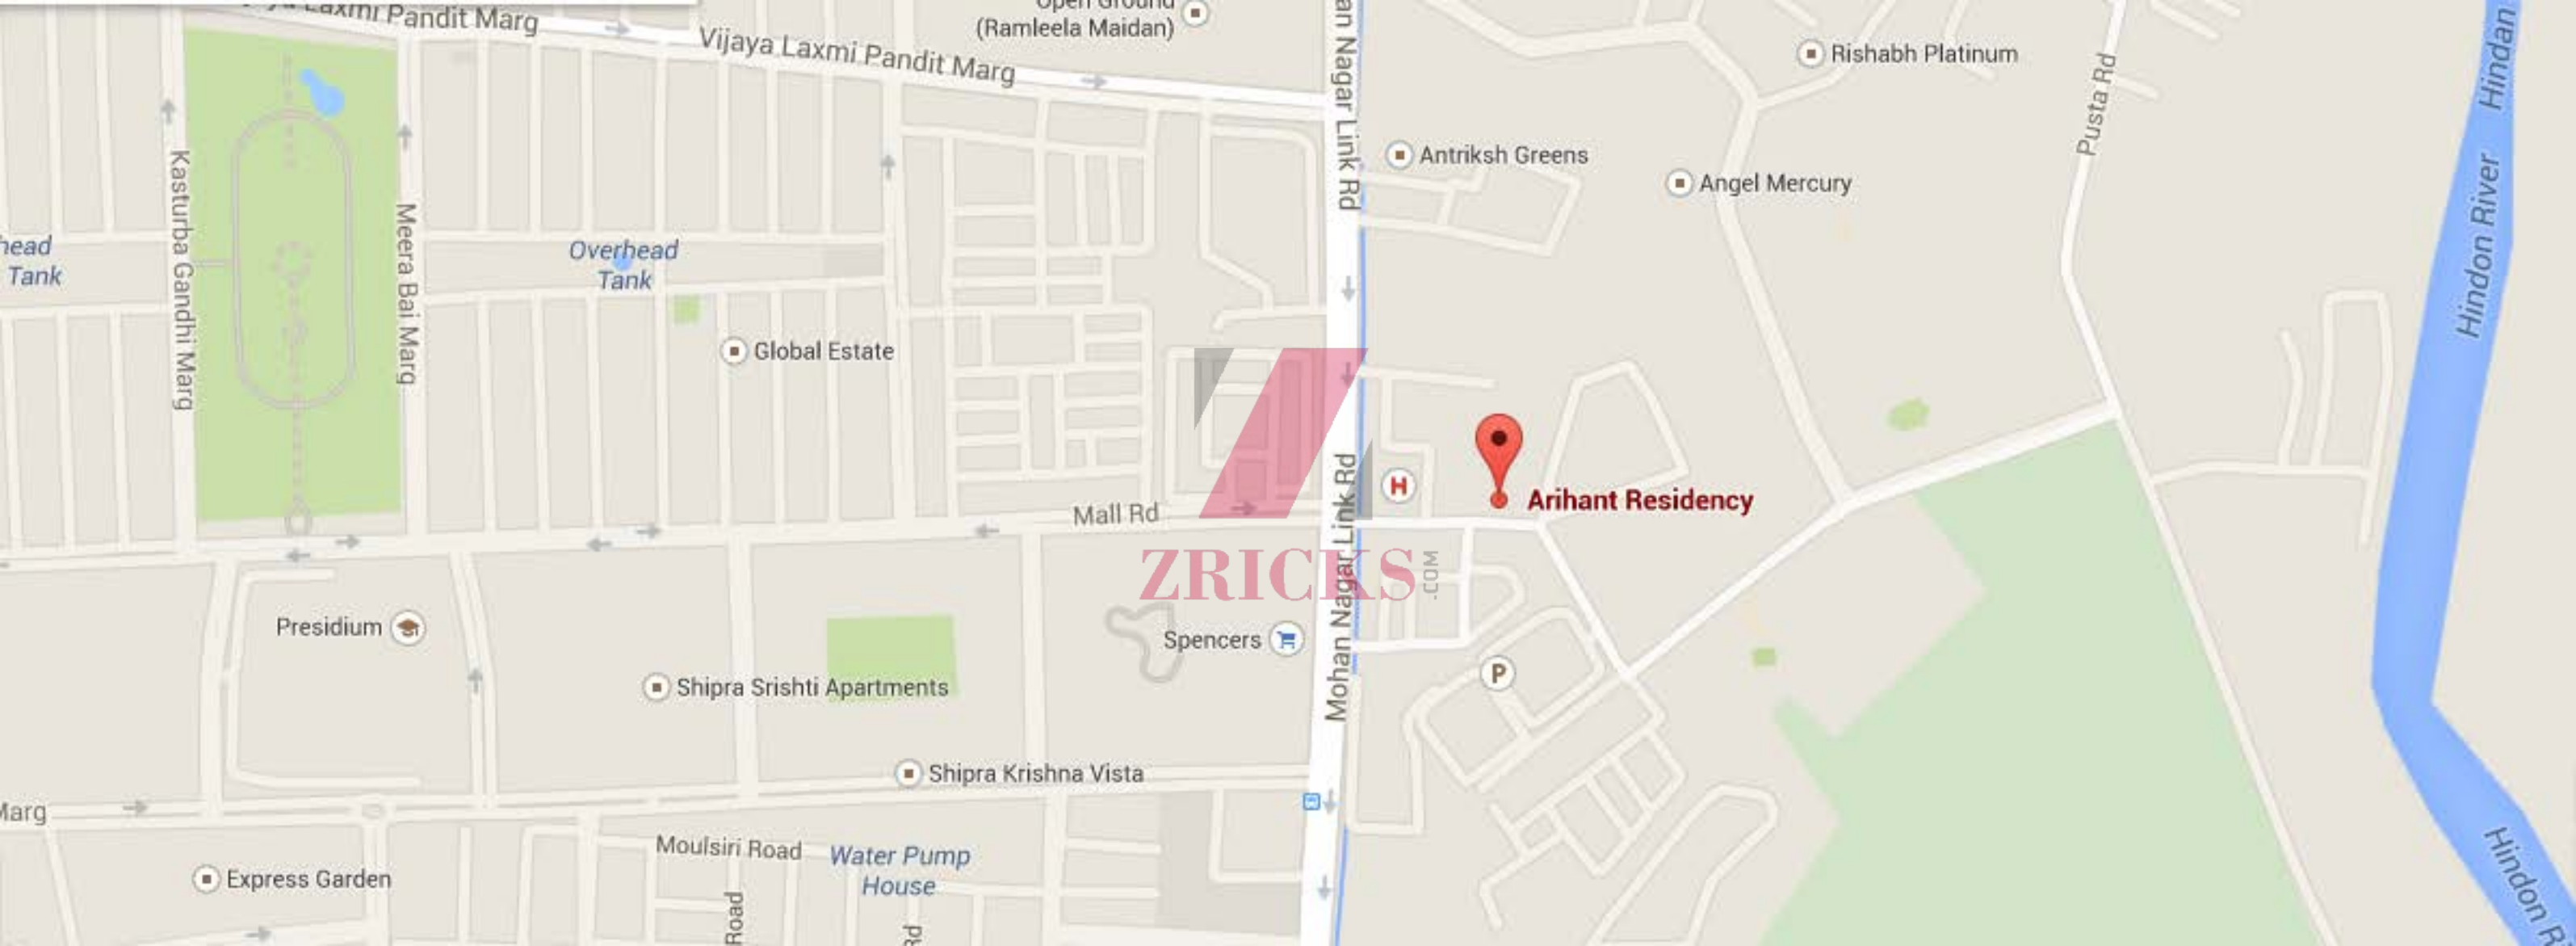 Laxmi Pandit Marg
Open Ground
(Ramleela Maidan)
Vijaya Laxmi Pandit Marg
Nagar Link Rd
Rishabh Platinum
Pusta Rd
Hindan
Hindon River
Antriksh Greens
Angel Mercury
Kasturba Gandhi Marg
Meera Bai Marg
Overhead
Tank
Tank
Global Estate
Mall Rd
H
Arihant Residency
Mohan Nagar Link Rd
ZRICKS
.COM
Presidium
Spencers
P
Shipra Srishti Apartments
Shipra Krishna Vista
Marg
Moulsiri Road
Water Pump
House
Express Garden
Road
Rd
Hindon